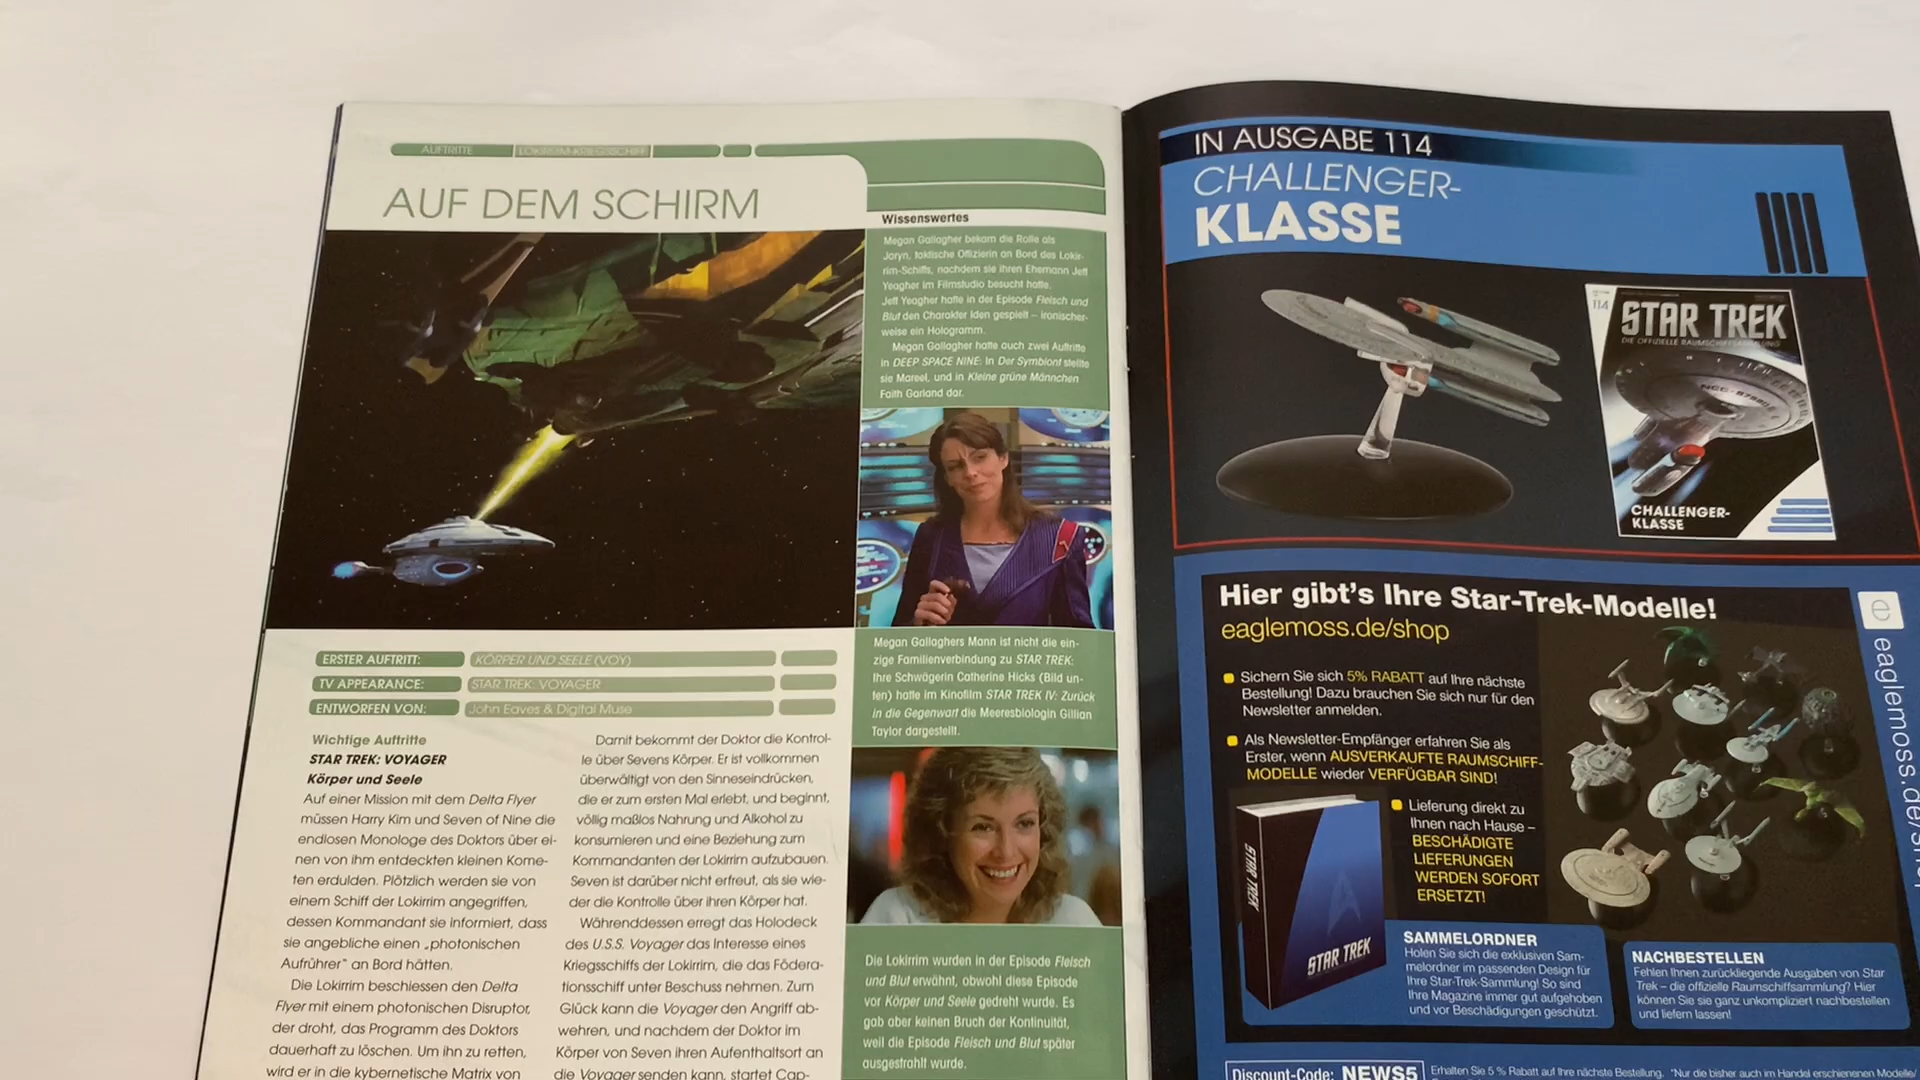 AUFTRITTE
LOKIRRIM-KRIEGSSCHIFF
AUF DEM SCHIRM
ERSTER AUFTRITT:
KÖRPER UND SEELE (VOY)
TV APPEARANCE:
STAR TREK: VOYAGER
ENTWORFEN VON:
John Eaves & Digital Muse
Wichtige Auftritte
STAR TREK: VOYAGER
Körper und Seele
Auf einer Mission mit dem Delta Flyer
müssen Harry Kim und Seven of Nine die
endlosen Monologe des Doktors über ei-
nen von ihm entdeckten kleinen Kome-
ten erdulden. Plötzlich werden sie von
einem Schiff der Lokirrim angegriffen,
dessen Kommandant sie informiert, dass
sie angebliche einen „photonischen
Aufrührer“ an Bord hätten.
Die Lokirrim beschiessen den Delta
Flyer mit einem photonischen Disruptor,
der droht, das Programm des Doktors
dauerhaft zu löschen. Um ihn zu retten,
wird er in die kybernetische Matrix von
Damit bekommt der Doktor die Kontrol-
le über Sevens Körper. Er ist vollkommen
überwältigt von den Sinneseindrücken,
die er zum ersten Mal erlebt, und beginnt,
völlig maßlos Nahrung und Alkohol zu
konsumieren und eine Beziehung zum
Kommandanten der Lokirrim aufzubauen.
Seven ist darüber nicht erfreut, als sie wie-
der die Kontrolle über ihren Körper hat.
Währenddessen erregt das Holodeck
des U.S.S. Voyager das Interesse eines
Kriegsschiffs der Lokirrim, die das Födera-
tionsschiff unter Beschuss nehmen. Zum
Glück kann die Voyager den Angriff ab-
wehren, und nachdem der Doktor im
Körper von Seven ihren Aufenthaltsort an
die Voyager senden kann, startet Cap-
Wissenswertes
Megan Gallagher bekam die Rolle als
Jaryn, taktische Offizierin an Bord des Lokir-
rim-Schiffs, nachdem sie ihren Ehemann Jeff
Yeagher im Filmstudio besucht hatte.
Jeff Yeagher hatte in der Episode Fleisch und
Blut den Charakter Iden gespielt – ironischer-
weise ein Hologramm.
Megan Gallagher hatte auch zwei Auftritte
in DEEP SPACE NINE: In Der Symbiont stellte
sie Mareel, und in Kleine grüne Männchen
Faith Garland dar.
Megan Gallaghers Mann ist nicht die ein-
zige Familienverbindung zu STAR TREK:
Ihre Schwägerin Catherine Hicks (Bild un-
ten) hatte im Kinofilm STAR TREK IV: Zurück
in die Gegenwart die Meeresbiologin Gillian
Taylor dargestellt.
Die Lokirrim wurden in der Episode Fleisch
und Blut erwähnt, obwohl diese Episode
vor Körper und Seele gedreht wurde. Es
gab aber keinen Bruch der Kontinuität,
weil die Episode Fleisch und Blut später
ausgestrahlt wurde.
IN AUSGABE 114
CHALLENGER-
KLASSE
114
STAR TREK
DIE OFFIZIELLE RAUMSCHIFFSAMMLUNG
CHALLENGER-
KLASSE
Hier gibt's Ihre Star-Trek-Modelle!
eaglemoss.de/shop
Sichern Sie sich 5% RABATT auf Ihre nächste
Bestellung! Dazu brauchen Sie sich nur für den
Newsletter anmelden.
Als Newsletter-Empfänger erfahren Sie als
Erster, wenn AUSVERKAUFTE RAUMSCHIFF-
MODELLE wieder VERFÜGBAR SIND!
Lieferung direkt zu
Ihnen nach Hause –
BESCHÄDIGTE
LIEFERUNGEN
WERDEN SOFORT
ERSETZT!
STAR TREK
STAR TREK
SAMMELORDNER
Holen Sie sich die exklusiven Sam-
melordner im passenden Design für
Ihre Star-Trek-Sammlung! So sind
Ihre Magazine immer gut aufgehoben
und vor Beschädigungen geschützt.
NACHBESTELLEN
Fehlen Ihnen zurückliegende Ausgaben von Star
Trek – die offizielle Raumschiffsammlung? Hier
können Sie sie ganz unkompliziert nachbestellen
und liefern lassen!
e
eaglemoss.de/shop
Discount-Code: NEWS5
Erhalten Sie 5 % Rabatt auf Ihre nächste Bestellung. *Nur die bisher auch im Handel erschienenen Modelle/